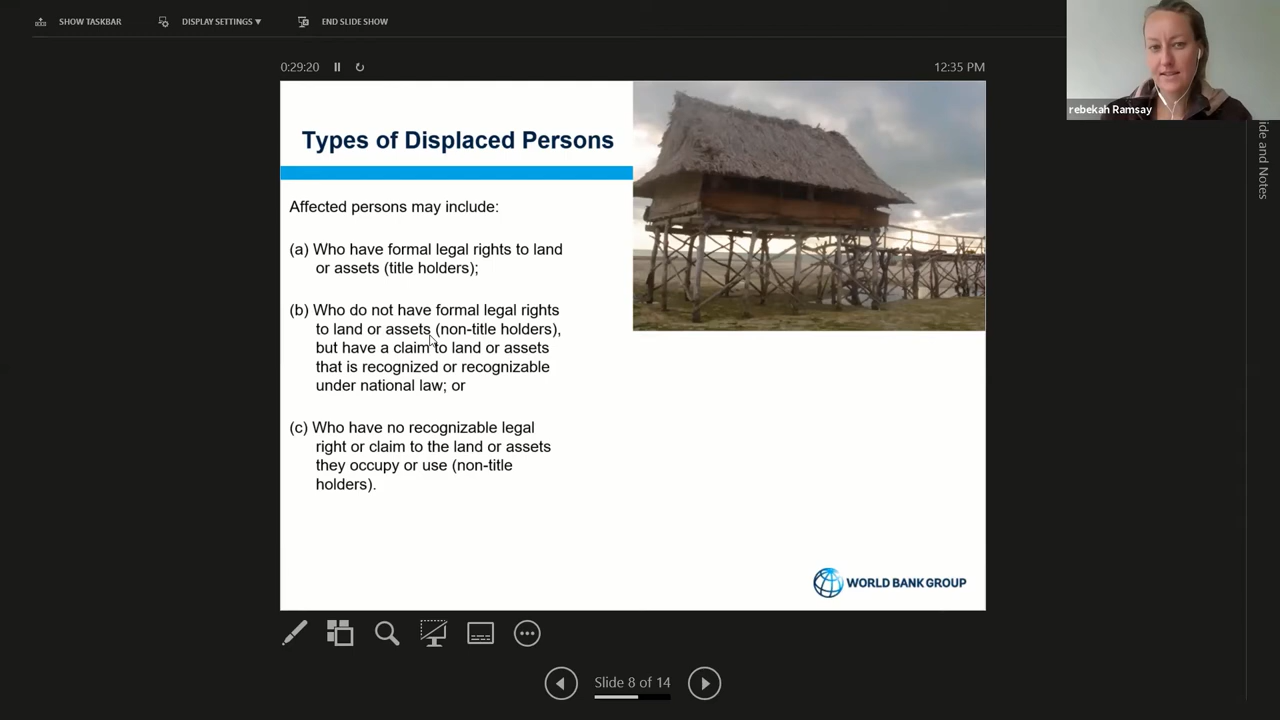 SHOW TASKBAR
DISPLAY SETTINGS ▼
END SLIDE SHOW
0:29:20
12:35 PM
rebekah Ramsay
ide and Notes
Types of Displaced Persons
Affected persons may include:
(a) Who have formal legal rights to land
or assets (title holders);
(b) Who do not have formal legal rights
to land or assets (non-title holders),
but have a claim to land or assets
that is recognized or recognizable
under national law; or
(c) Who have no recognizable legal
right or claim to the land or assets
they occupy or use (non-title
holders).
WORLD BANK GROUP
Slide 8 of 14